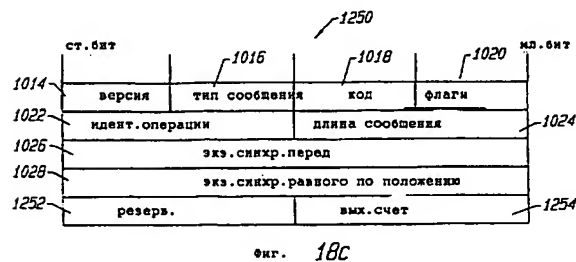 1250
ст.бит 1016 1018 1020 мл.бит
1014 версия тип сообщения код флаги
1022 идент.операции длина сообщения 1024
1026 экз.синхр.перед
1028 экз.синхр.равного по положению
1252 резерв. вых.счет 1254
Фиг. 18c